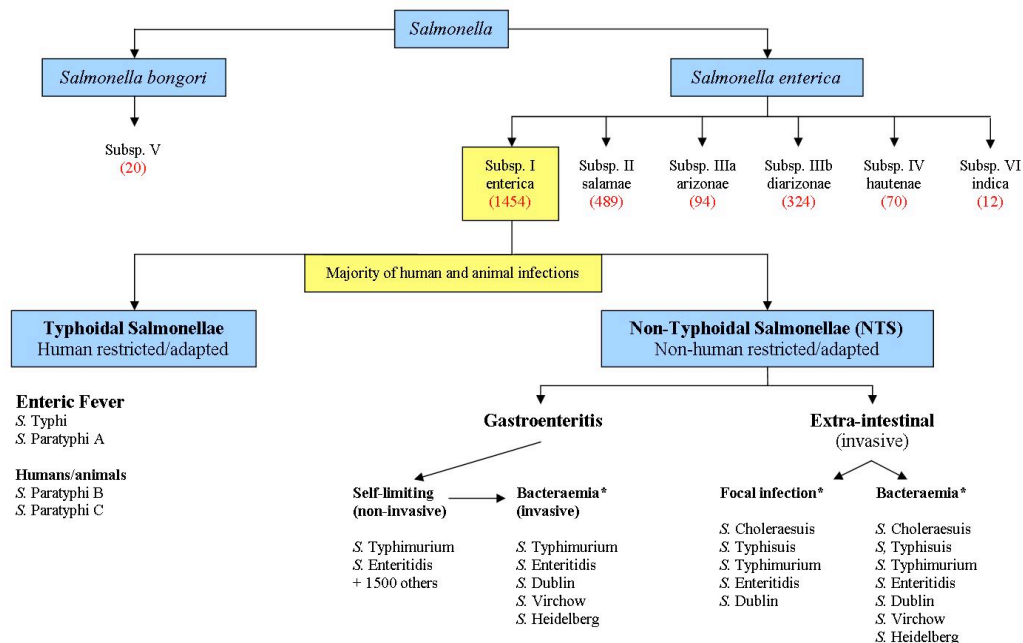 Salmonella
Salmonella bongori
Salmonella enterica
Subsp. V
(20)
Subsp. I
enterica
(1454)
Subsp. II
salamae
(489)
Subsp. IIIa
arizonae
(94)
Subsp. IIIb
diarizonae
(324)
Subsp. IV
hautenae
(70)
Subsp. VI
indica
(12)
Majority of human and animal infections
Typhoidal Salmonellae
Human restricted/adapted
Non-Typhoidal Salmonellae (NTS)
Non-human restricted/adapted
Enteric Fever
S. Typhi
S. Paratyphi A
Humans/animals
S. Paratyphi B
S. Paratyphi C
Gastroenteritis
Extra-intestinal
(invasive)
Self-limiting
(non-invasive)
S. Typhimurium
S. Enteritidis
+ 1500 others
Bacteraemia*
(invasive)
S. Typhimurium
S. Enteritidis
S. Dublin
S. Virchow
S. Heidelberg
Focal infection*
S. Choleraesuis
S. Typhisuis
S. Typhimurium
S. Enteritidis
S. Dublin
Bacteraemia*
S. Choleraesuis
S. Typhisuis
S. Typhimurium
S. Enteritidis
S. Dublin
S. Virchow
S. Heidelberg